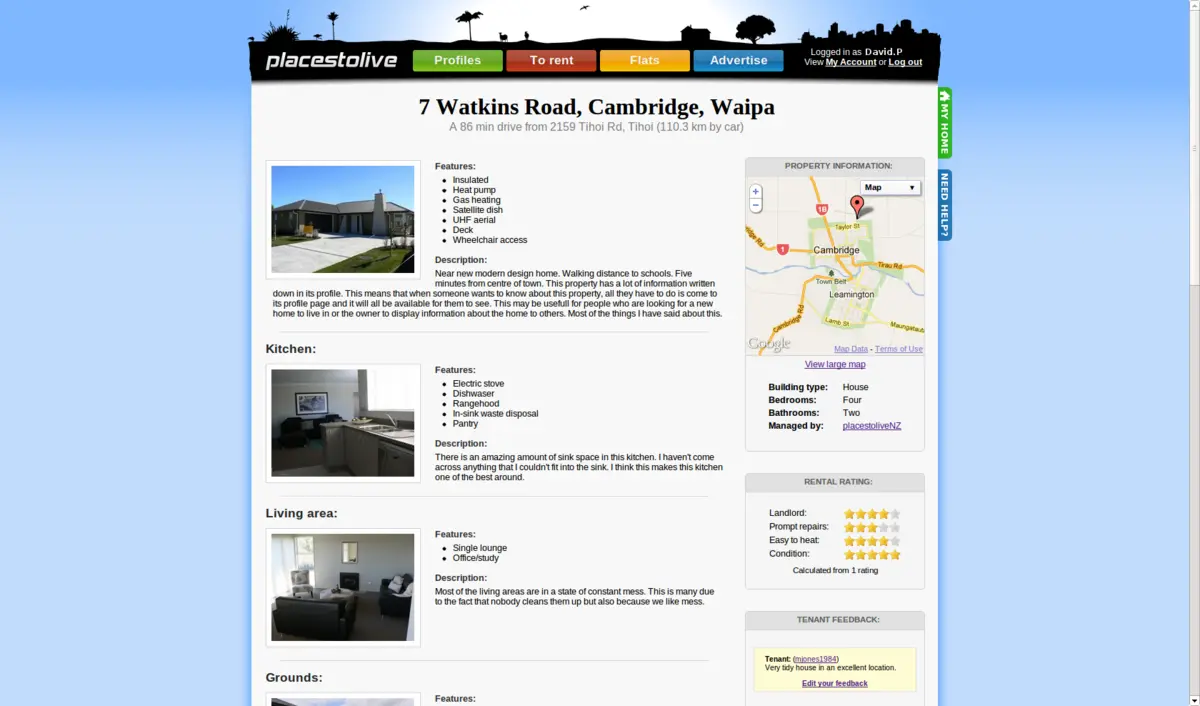 placestolive
Profiles
To rent
Flats
Advertise
Logged in as David.P
View My Account or Log out
MY HOME
NEED HELP?
7 Watkins Road, Cambridge, Waipa
A 86 min drive from 2159 Tihoi Rd, Tihoi (110.3 km by car)
Features:
Insulated
Heat pump
Gas heating
Satellite dish
UHF aerial
Deck
Wheelchair access
Description:
Near new modern design home. Walking distance to schools. Five
minutes from centre of town. This property has a lot of information written
down in its profile. This means that when someone wants to know about this property, all they have to do is come to
its profile page and it will all be available for them to see. This may be usefull for people who are looking for a new
home to live in or the owner to display information about the home to others. Most of the things I have said about this.
Kitchen:
Features:
Electric stove
Dishwaser
Rangehood
In-sink waste disposal
Pantry
Description:
There is an amazing amount of sink space in this kitchen. I haven't come
across anything that I couldn't fit into the sink. I think this makes this kitchen
one of the best around.
Living area:
Features:
Single lounge
Office/study
Description:
Most of the living areas are in a state of constant mess. This is many due
to the fact that nobody cleans them up but also because we like mess.
Grounds:
Features:
PROPERTY INFORMATION:
+
−
Map
1B
Taylor St
1
Cambridge
Tirau Rd
Town Belt
Leamington
Cambridge Rd
Lamb St
Maungatau
Google
Map Data - Terms of Use
View large map
Building type: House
Bedrooms: Four
Bathrooms: Two
Managed by: placestoliveNZ
RENTAL RATING:
Landlord:
Prompt repairs:
Easy to heat:
Condition:
Calculated from 1 rating
TENANT FEEDBACK:
Tenant: (mjones1984)
Very tidy house in an excellent location.
Edit your feedback